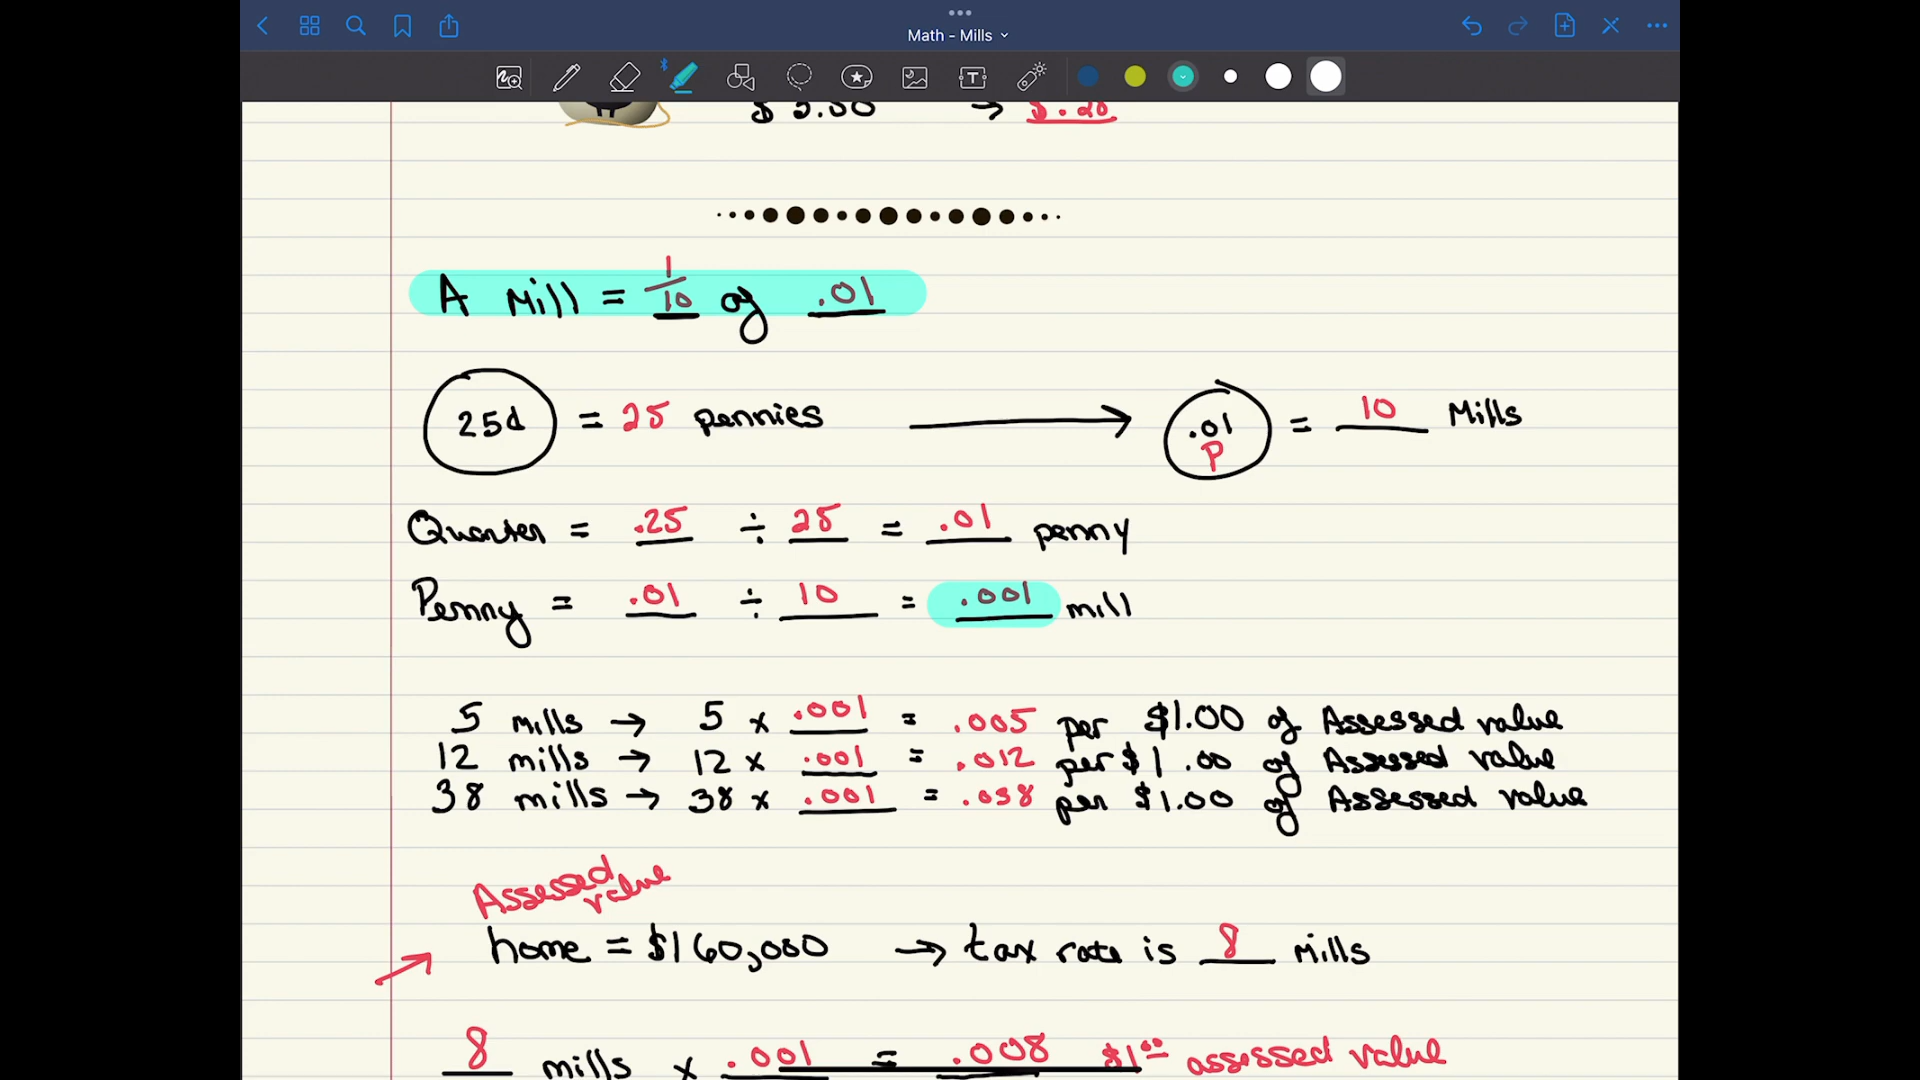 Math - Mills
→ $.20
A Mill = 1/10 of .01
25¢ = 25 pennies → .01 P = 10 Mills
Quarter = .25 ÷ 25 = .01 penny
Penny = .01 ÷ 10 = .001 mill
5 mills → 5 x .001 = .005 per $1.00 of Assessed value
12 mills → 12 x .001 = .012 per $1.00 of Assessed value
38 mills → 38 x .001 = .038 per $1.00 of Assessed value
Assessed value
home = $160,000 → tax rate is 8 Mills
8 mills x .001 = .008 $1.00 assessed value